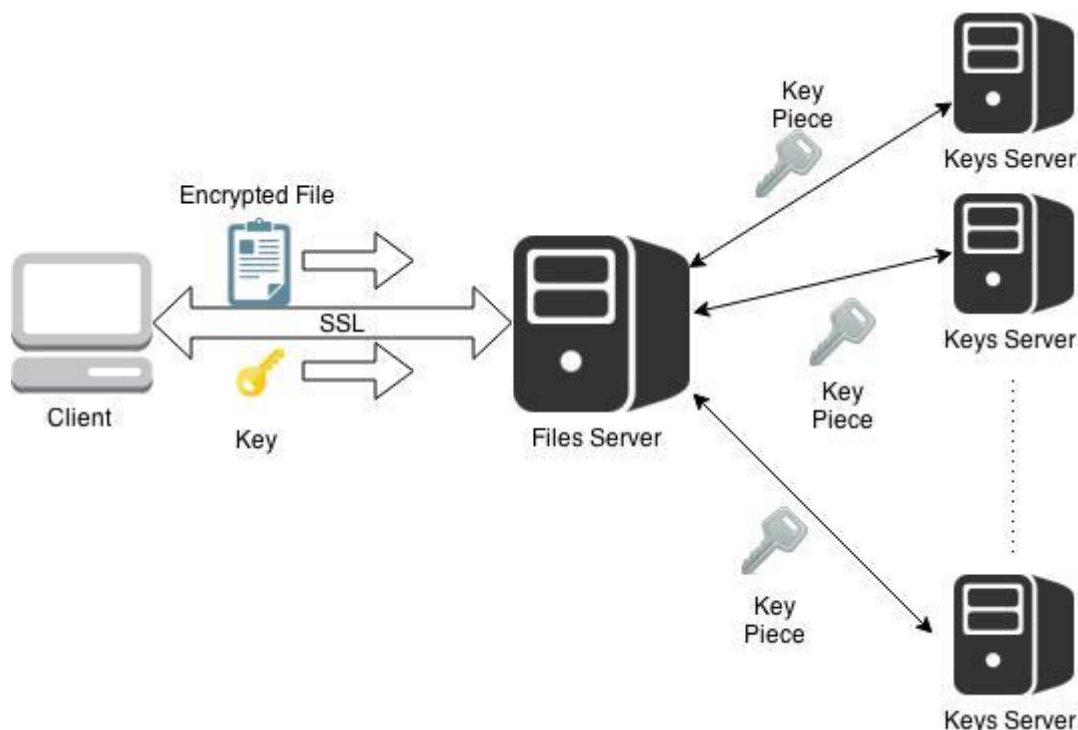 Key
Piece
Keys Server
Encrypted File
SSL
Client
Key
Files Server
Keys Server
Key
Piece
Key
Piece
Keys Server